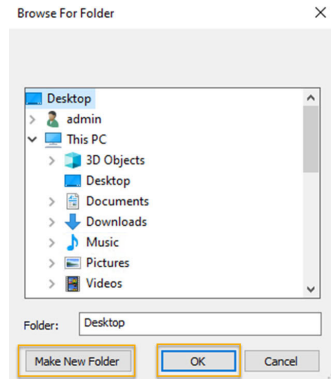 Browse For Folder
Desktop
admin
This PC
3D Objects
Desktop
Documents
Downloads
Music
Pictures
Videos
Folder: Desktop
Make New Folder OK Cancel